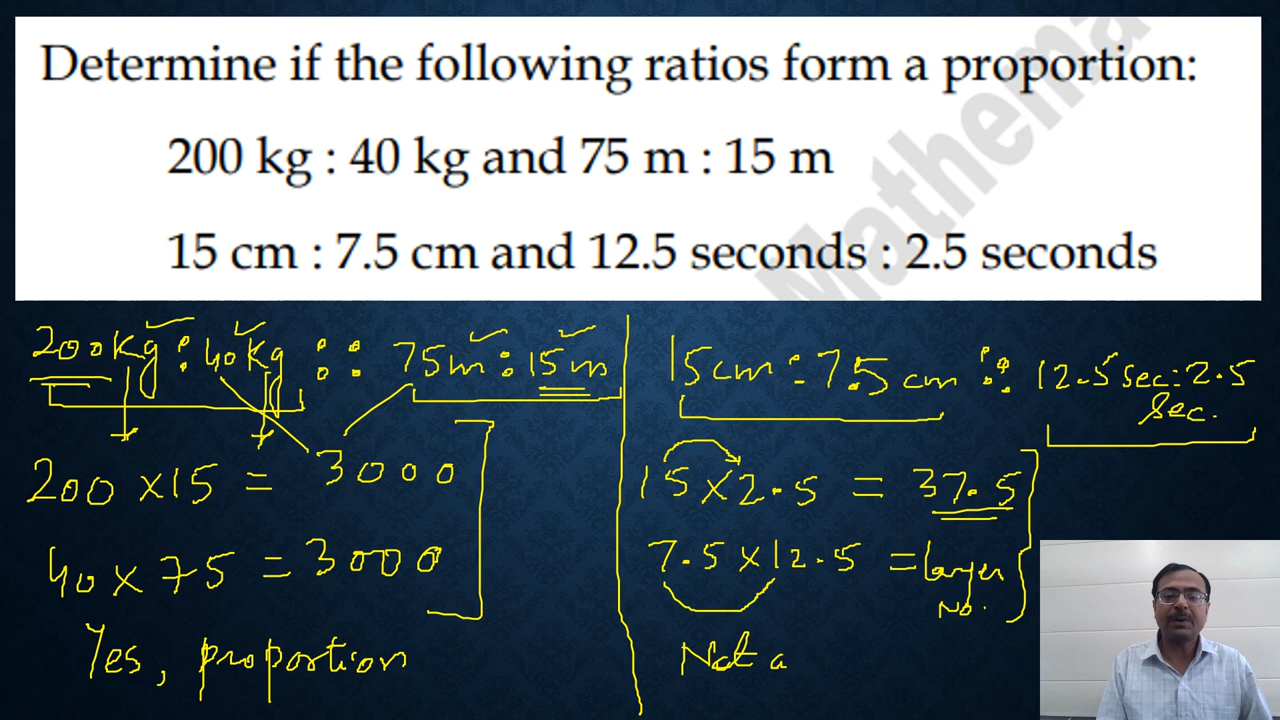 Determine if the following ratios form a proportion:
200 kg : 40 kg and 75 m : 15 m
15 cm : 7.5 cm and 12.5 seconds : 2.5 seconds
Mathema
200kg : 40kg :: 75m : 15m
200 × 15 = 3000
40 × 75 = 3000
Yes, proportion
15cm : 7.5 cm :: 12.5 sec : 2.5
sec.
15 × 2.5 = 37.5
7.5 × 12.5 = larger
No.
Not a